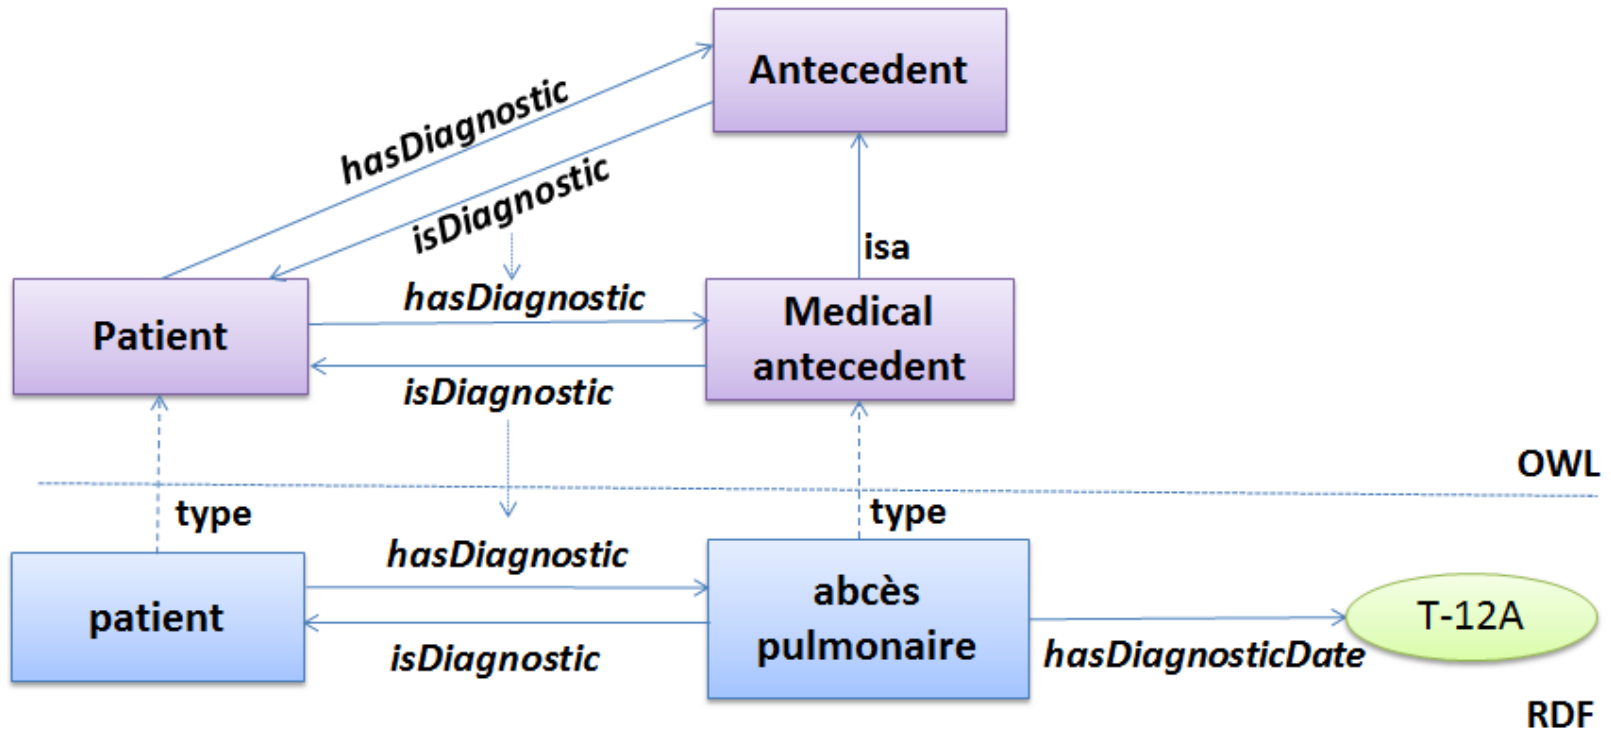 Antecedent
hasDiagnostic
isDiagnostic
isa
Patient
hasDiagnostic
Medical
antecedent
isDiagnostic
OWL
type
type
hasDiagnostic
patient
abcès
pulmonaire
T-12A
isDiagnostic
hasDiagnosticDate
RDF